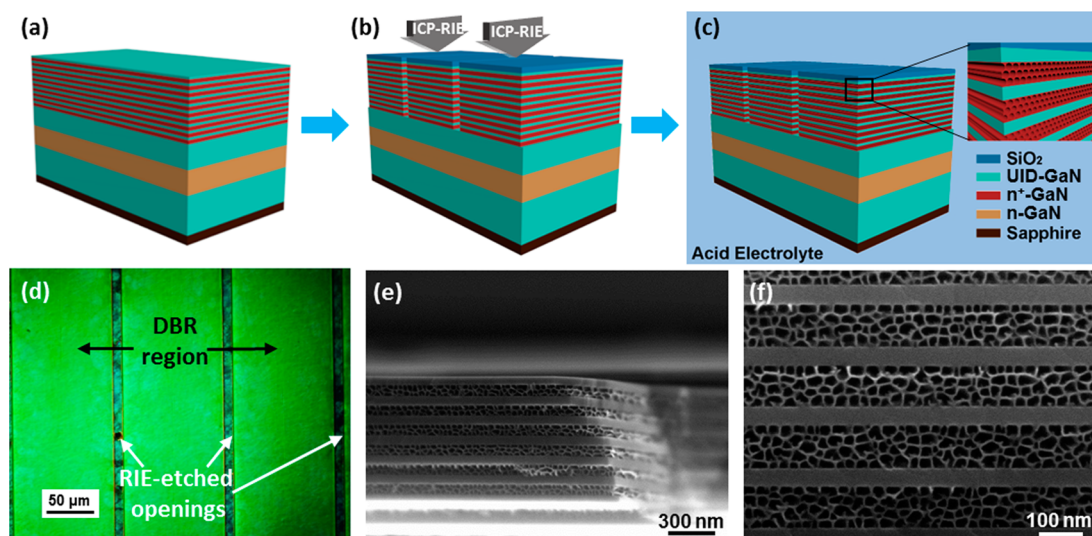 (a)
(b)
ICP-RIE
ICP-RIE
(c)
SiO₂
UID-GaN
n⁺-GaN
n-GaN
Sapphire
Acid Electrolyte
(d)
DBR
region
RIE-etched
openings
50 μm
(e)
300 nm
(f)
100 nm